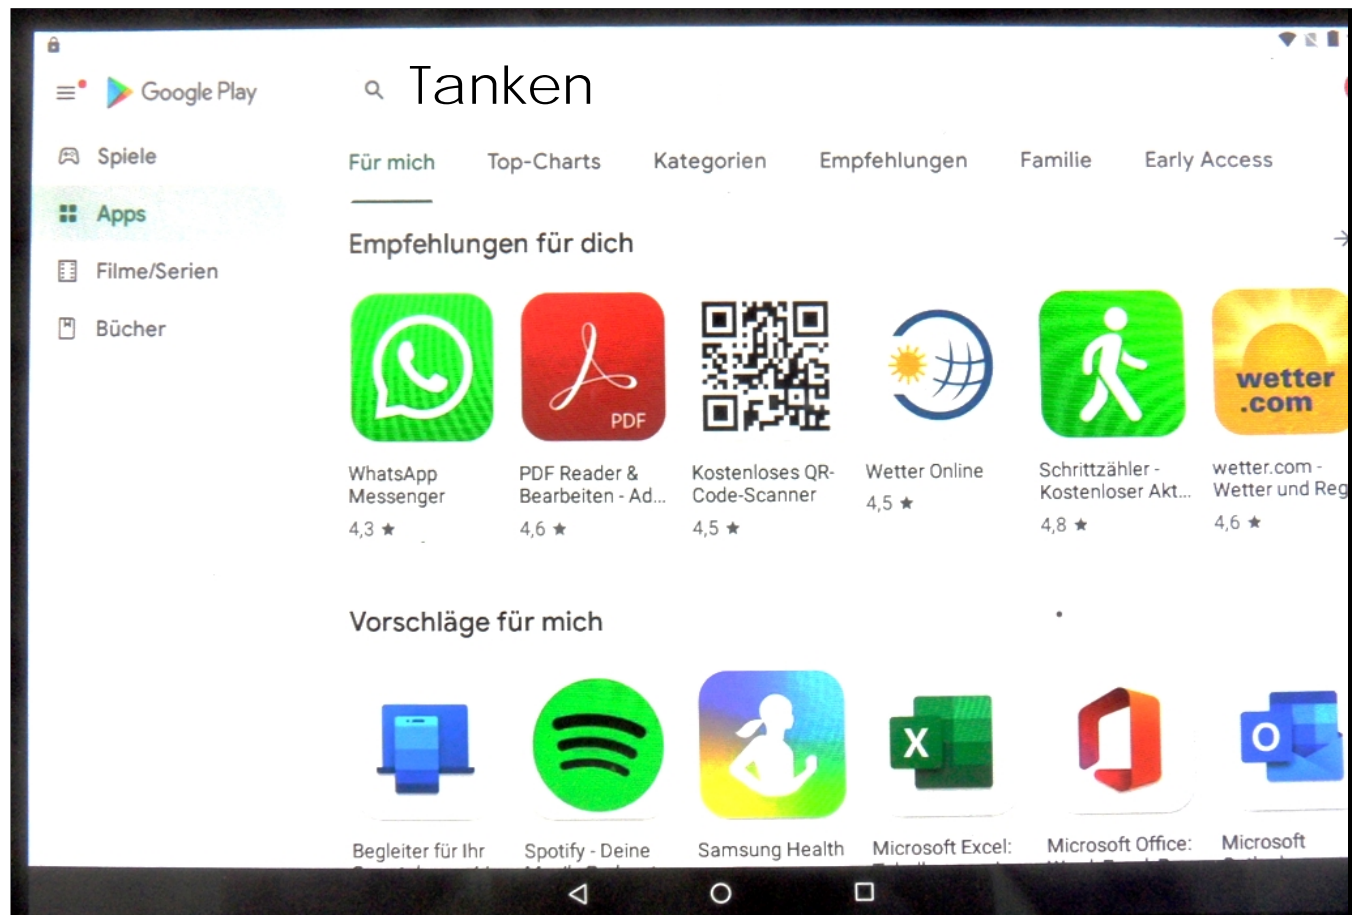 Google Play
Tanken
Spiele
Apps
Filme/Serien
Bücher
Für mich Top-Charts Kategorien Empfehlungen Familie Early Access
Empfehlungen für dich
PDF
wetter
.com
WhatsApp
Messenger
4,3 ★
PDF Reader &
Bearbeiten - Ad...
4,6 ★
Kostenloses QR-
Code-Scanner
4,5 ★
Wetter Online
4,5 ★
Schrittzähler -
Kostenloser Akt...
4,8 ★
wetter.com -
Wetter und Reg
4,6 ★
Vorschläge für mich
X
O
Begleiter für Ihr
Spotify - Deine
Samsung Health
Microsoft Excel:
Microsoft Office:
Microsoft